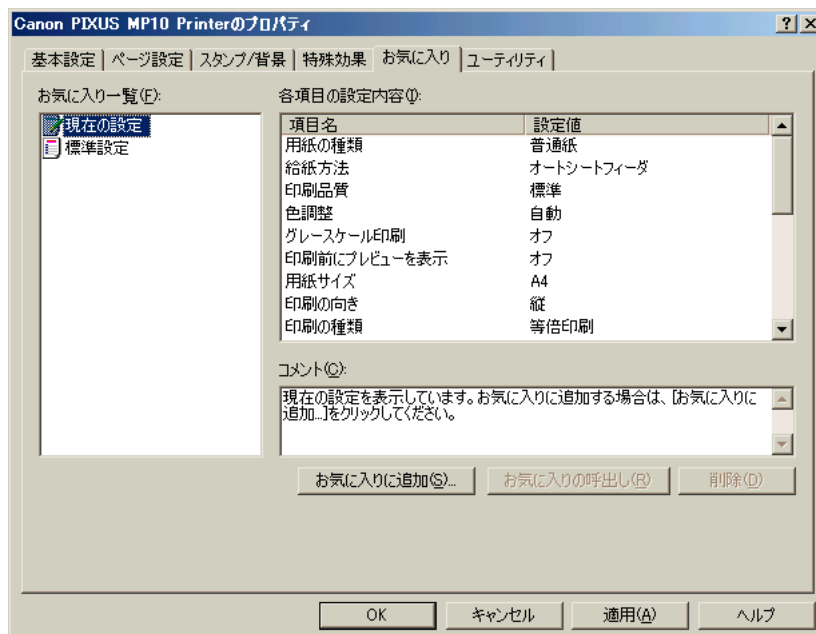 Canon PIXUS MP10 Printerのプロパティ
基本設定 ページ設定 スタンプ/背景 特殊効果 お気に入り ユーティリティ
お気に入り一覧(F):
現在の設定
標準設定
各項目の設定内容(I):
項目名 設定値
用紙の種類 普通紙
給紙方法 オートシートフィーダ
印刷品質 標準
色調整 自動
グレースケール印刷 オフ
印刷前にプレビューを表示 オフ
用紙サイズ A4
印刷の向き 縦
印刷の種類 等倍印刷
コメント(C):
現在の設定を表示しています。お気に入りに追加する場合は、[お気に入りに
追加...]をクリックしてください。
お気に入りに追加(S)... お気に入りの呼出し(R) 削除(D)
OK キャンセル 適用(A) ヘルプ